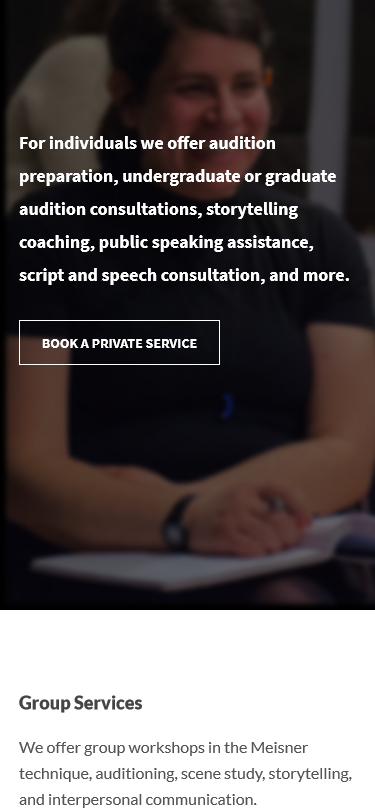 For individuals we offer audition
preparation, undergraduate or graduate
audition consultations, storytelling
coaching, public speaking assistance,
script and speech consultation, and more.
BOOK A PRIVATE SERVICE
Group Services
We offer group workshops in the Meisner
technique, auditioning, scene study, storytelling,
and interpersonal communication.